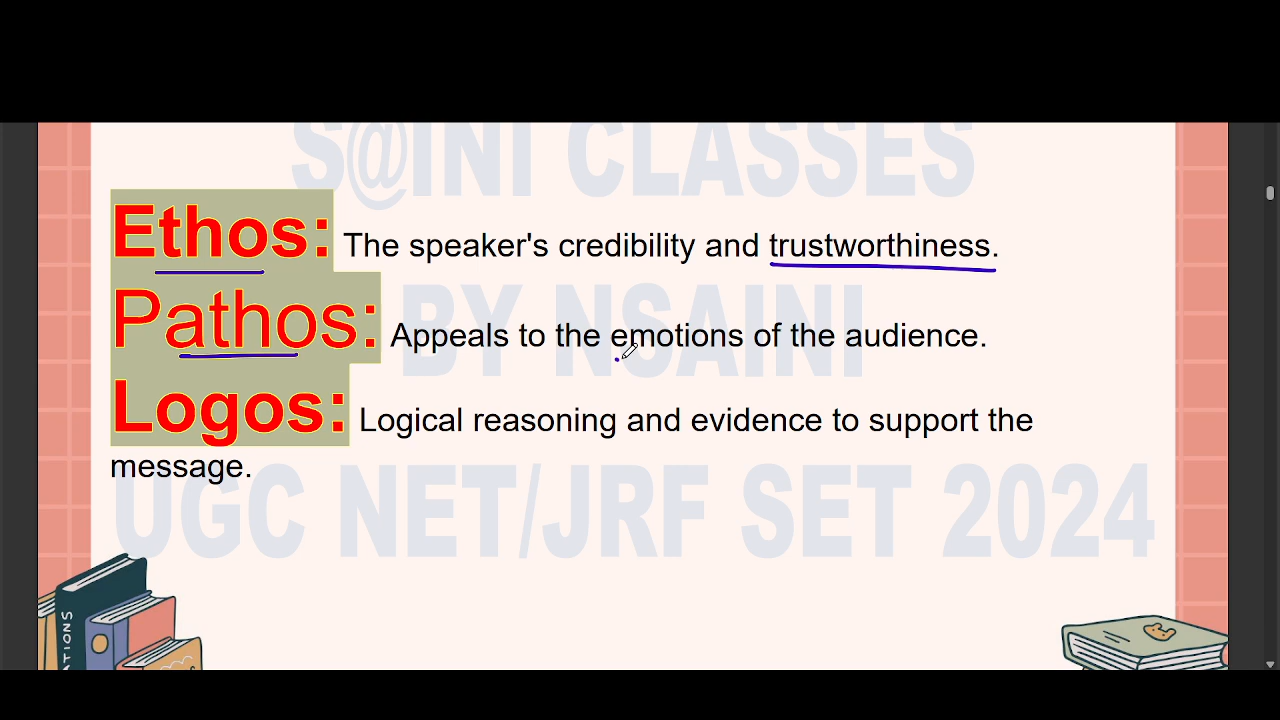 S@INI CLASSES
Ethos: The speaker's credibility and trustworthiness.
BY NSAINI
Pathos: Appeals to the emotions of the audience.
Logos: Logical reasoning and evidence to support the
message.
UGC NET/JRF SET 2024
ATIONS